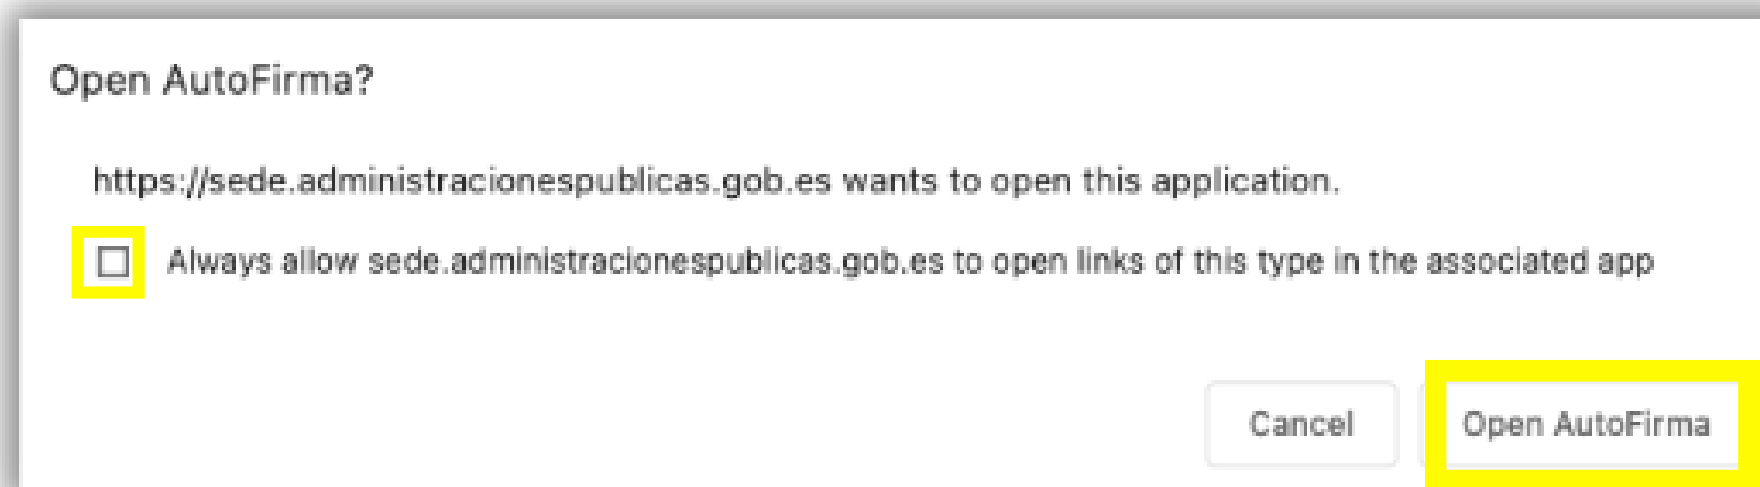 Open AutoFirma?
https://sede.administracionespublicas.gob.es wants to open this application.
Always allow sede.administracionespublicas.gob.es to open links of this type in the associated app
Cancel
Open AutoFirma